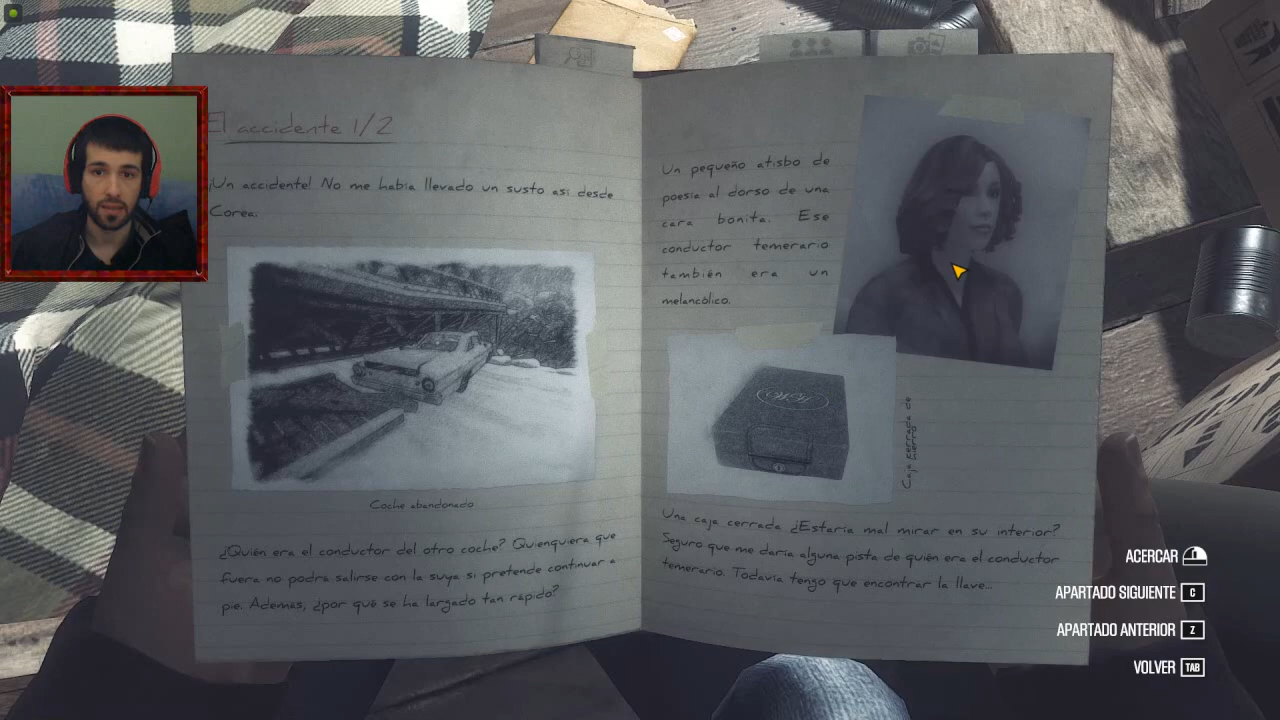 El accidente 1/2
¡Un accidente! No me había llevado un susto así desde
Corea.
Coche abandonado
¿Quién era el conductor del otro coche? Quienquiera que
fuera no podrá salirse con la suya si pretende continuar a
pie. Además, ¿por qué se ha largado tan rápido?
Un pequeño atisbo de
poesía al dorso de una
cara bonita. Ese
conductor temerario
también era un
melancólico.
Caja cerrada de
hierro
Una caja cerrada ¿Estaría mal mirar en su interior?
Seguro que me daría alguna pista de quién era el conductor
temerario. Todavía tengo que encontrar la llave...
ACERCAR
APARTADO SIGUIENTE C
APARTADO ANTERIOR Z
VOLVER TAB